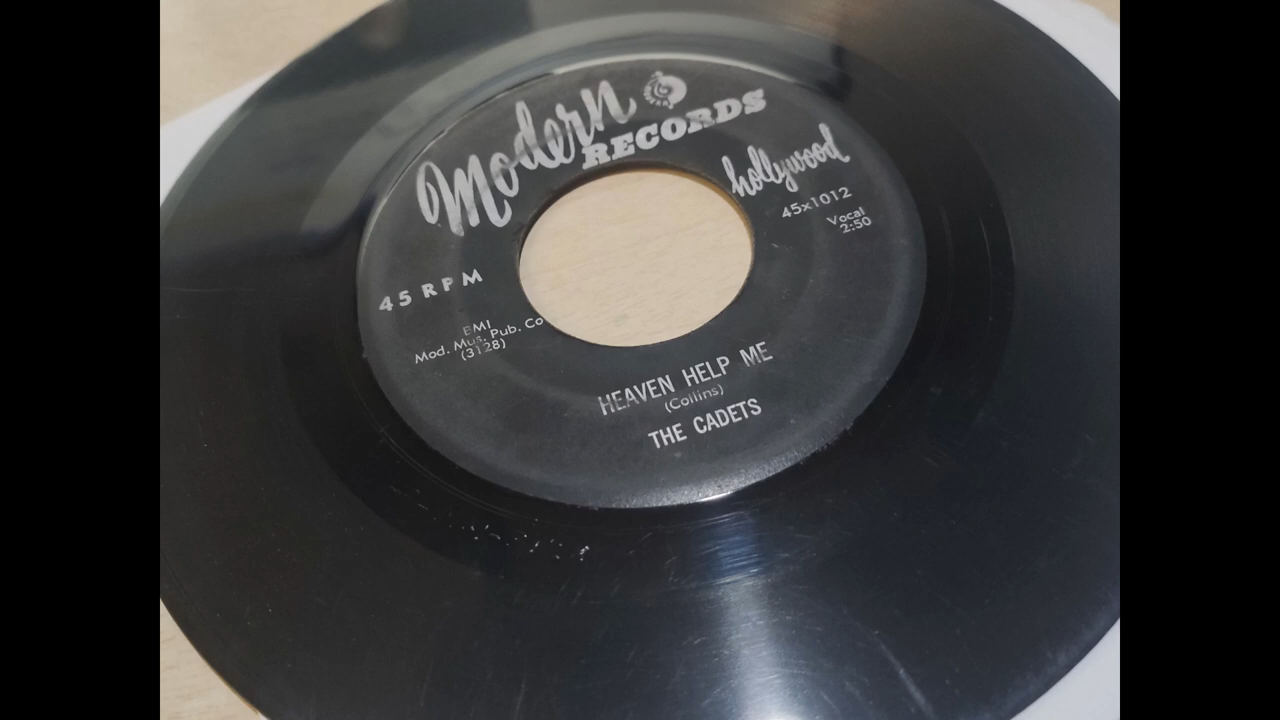 Modern
RECORDS
hollywood
45x1012
Vocal
2:50
45 RPM
BMI
Mod. Mus. Pub. Co
(3128)
HEAVEN HELP ME
(Collins)
THE CADETS